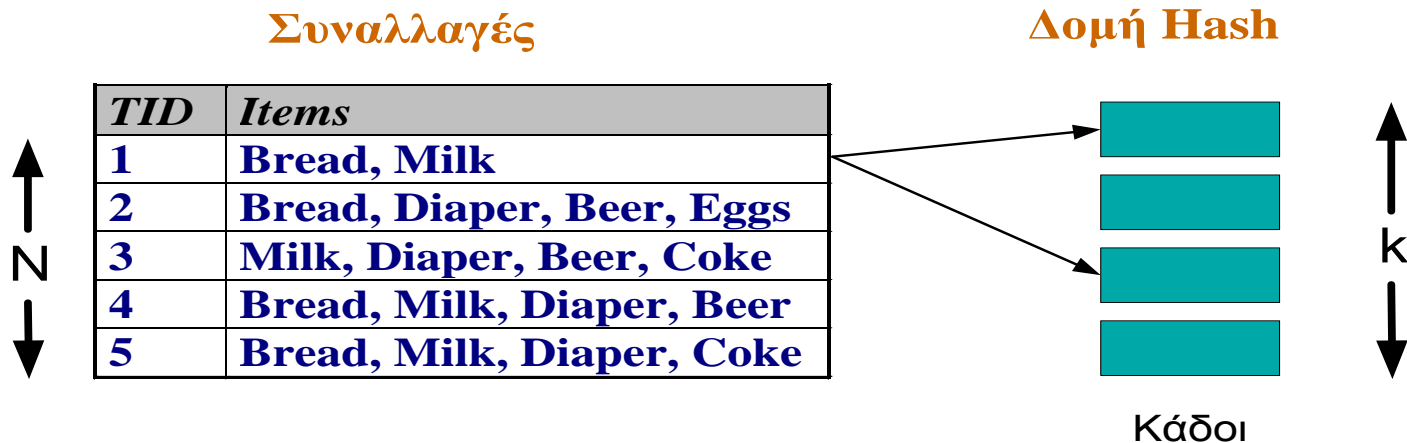 Συναλλαγές
Δομή Hash
TID Items
1 Bread, Milk
2 Bread, Diaper, Beer, Eggs
3 Milk, Diaper, Beer, Coke
4 Bread, Milk, Diaper, Beer
5 Bread, Milk, Diaper, Coke
N
k
Κάδοι